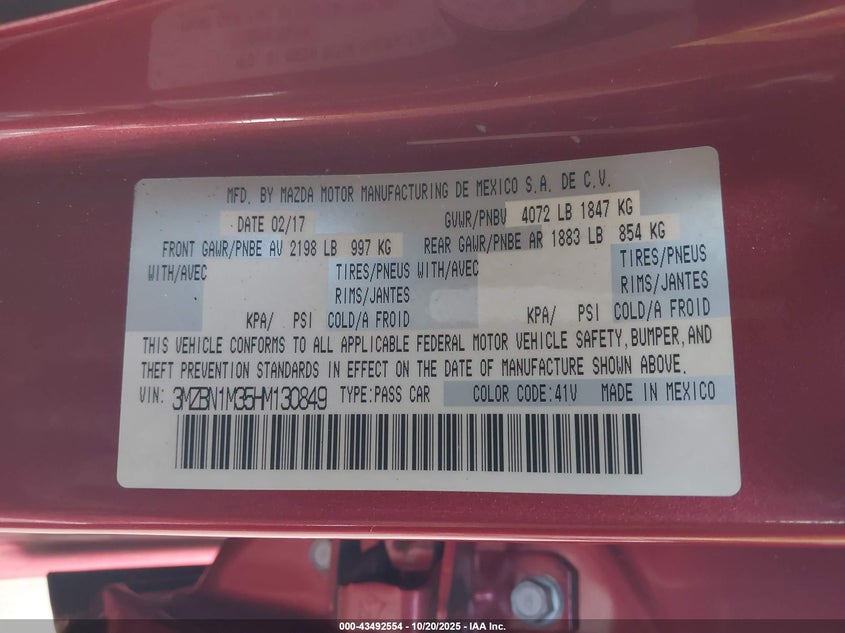 MFD. BY MAZDA MOTOR MANUFACTURING DE MEXICO S.A. DE C.V.
DATE 02/17 GVWR/PNBV 4072 LB 1847 KG
FRONT GAWR/PNBE AV 2198 LB 997 KG REAR GAWR/PNBE AR 1883 LB 854 KG
WITH/AVEC TIRES/PNEUS WITH/AVEC TIRES/PNEUS
RIMS/JANTES RIMS/JANTES
KPA/ PSI COLD/A FROID KPA/ PSI COLD/A FROID
THIS VEHICLE CONFORMS TO ALL APPLICABLE FEDERAL MOTOR VEHICLE SAFETY, BUMPER, AND
THEFT PREVENTION STANDARDS IN EFFECT ON THE DATE OF MANUFACTURE SHOWN ABOVE.
VIN: 3MZBN1M35HM130849 TYPE:PASS CAR COLOR CODE:41V MADE IN MEXICO
000-43492554 - 10/20/2025 - IAA Inc.